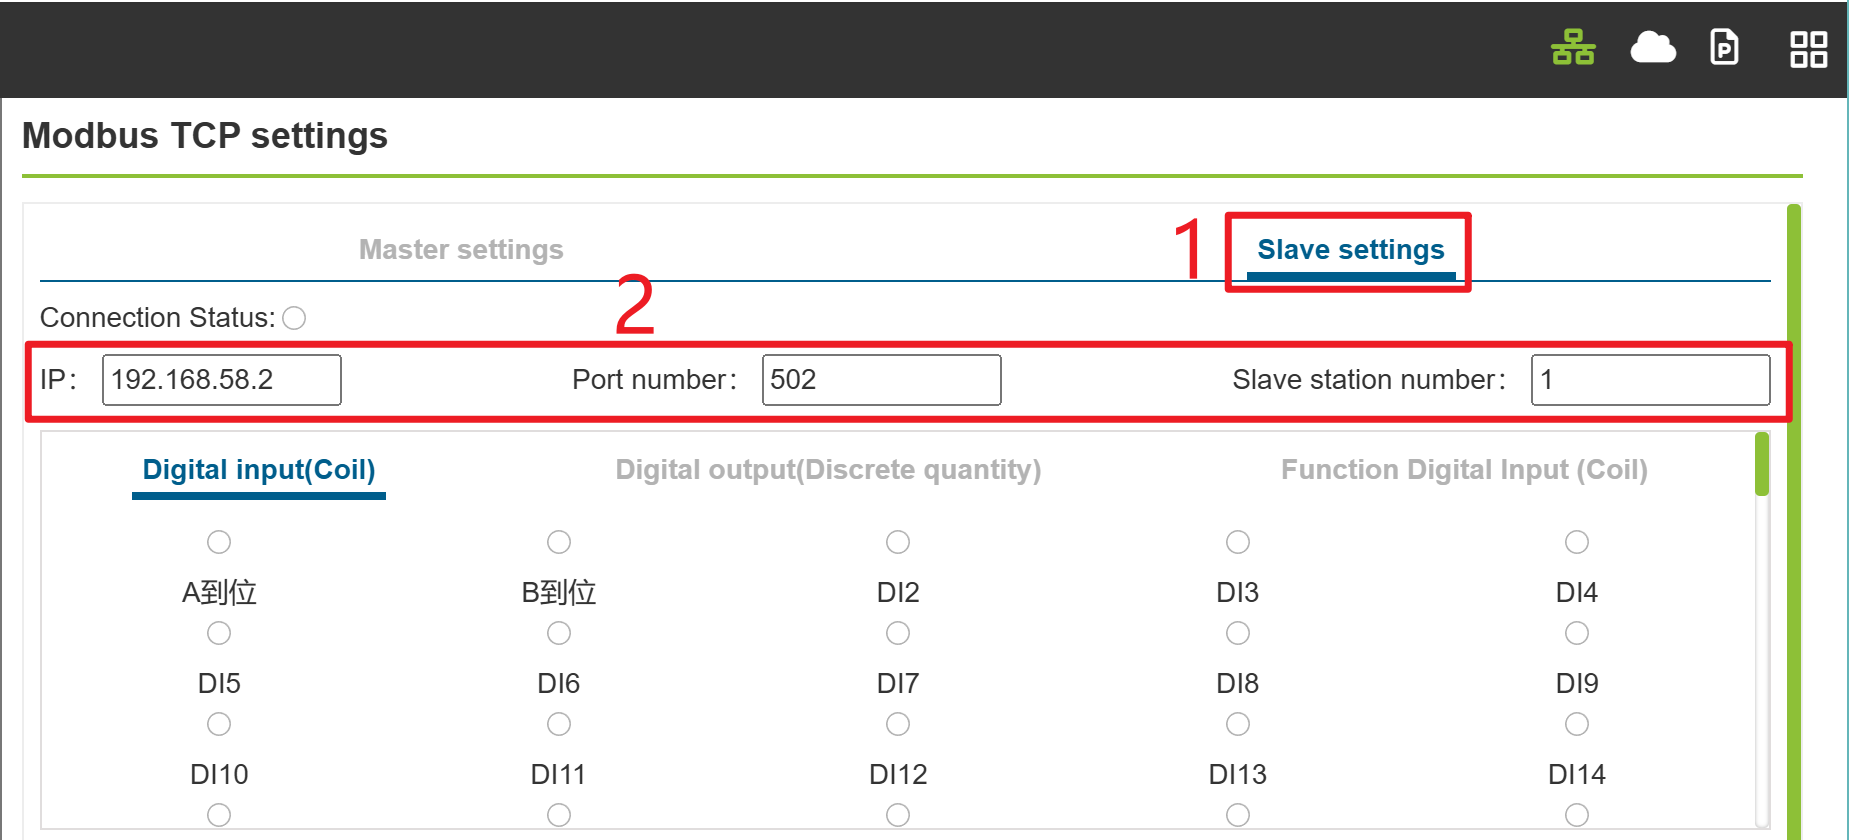 P
Modbus TCP settings
Master settings
1
Slave settings
2
Connection Status:
IP： 192.168.58.2 Port number： 502 Slave station number： 1
Digital input(Coil) Digital output(Discrete quantity) Function Digital Input (Coil)
A到位 B到位 DI2 DI3 DI4
DI5 DI6 DI7 DI8 DI9
DI10 DI11 DI12 DI13 DI14